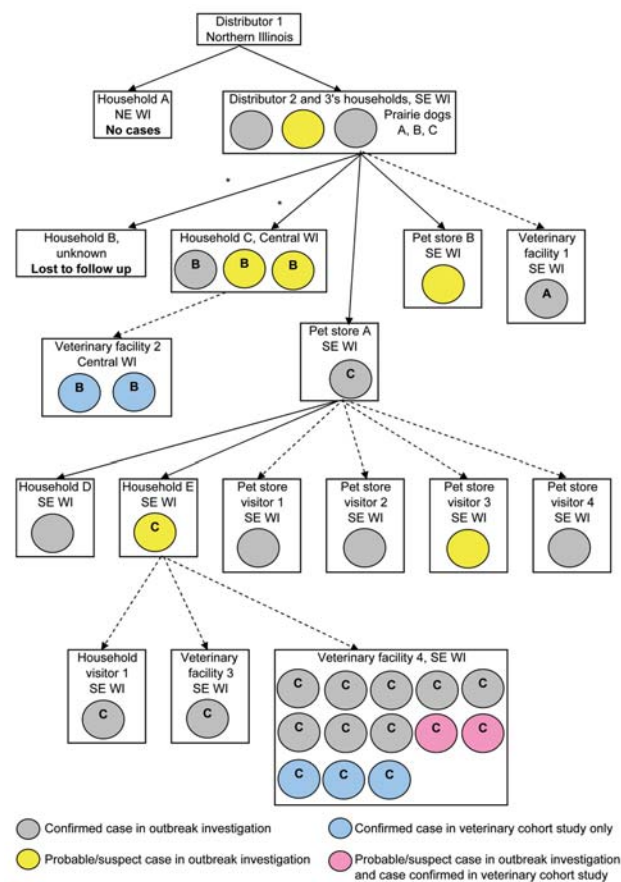 Distributor 1
Northern Illinois
Household A
NE WI
No cases
Distributor 2 and 3's households, SE WI
Prairie dogs
A, B, C
*
*
Household B,
unknown
Lost to follow up
Household C, Central WI
B
B
B
Pet store B
SE WI
Veterinary
facility 1
SE WI
A
Veterinary facility 2
Central WI
B
B
Pet store A
SE WI
C
Household D
SE WI
Household E
SE WI
C
Pet store
visitor 1
SE WI
Pet store
visitor 2
SE WI
Pet store
visitor 3
SE WI
Pet store
visitor 4
SE WI
Household
visitor 1
SE WI
C
Veterinary
facility 3
SE WI
C
Veterinary facility 4, SE WI
C C C C C
C C C C C
C C C
Confirmed case in outbreak investigation
Confirmed case in veterinary cohort study only
Probable/suspect case in outbreak investigation
Probable/suspect case in outbreak investigation
and case confirmed in veterinary cohort study